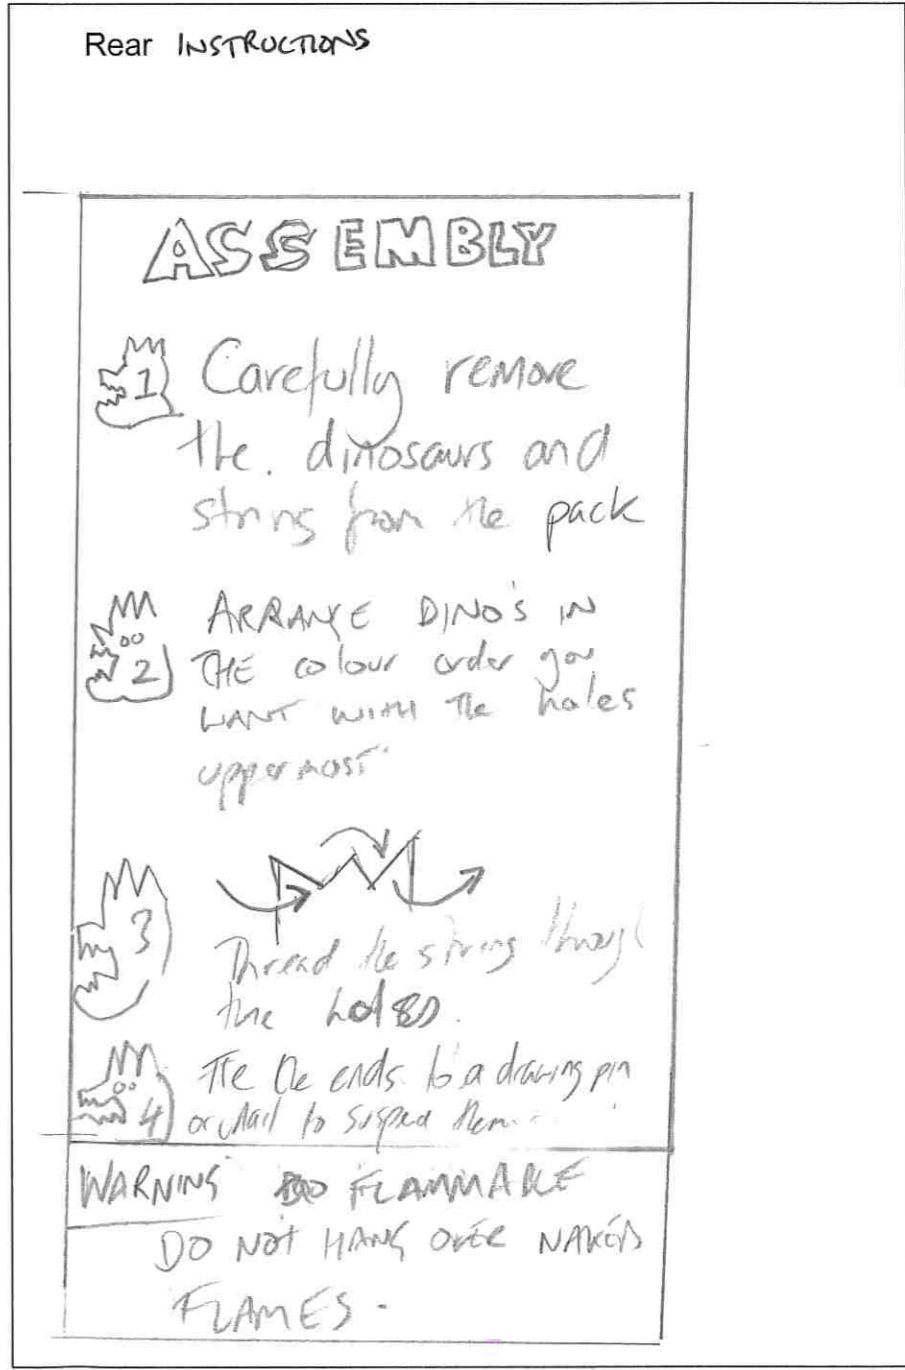 Rear INSTRUCTIONS
ASSEMBLY
1 Carefully remove
the. dinosaurs and
string from the pack
2 ARRANGE DINO'S IN
THE colour order you
WANT WITH The holes
uppermost
3 Thread the string through
the holes.
4 Tie the ends to a drawing pin
or nail to suspend them.
WARNING FLAMMABLE
DO NOT HANG OVER NAKED
FLAMES.